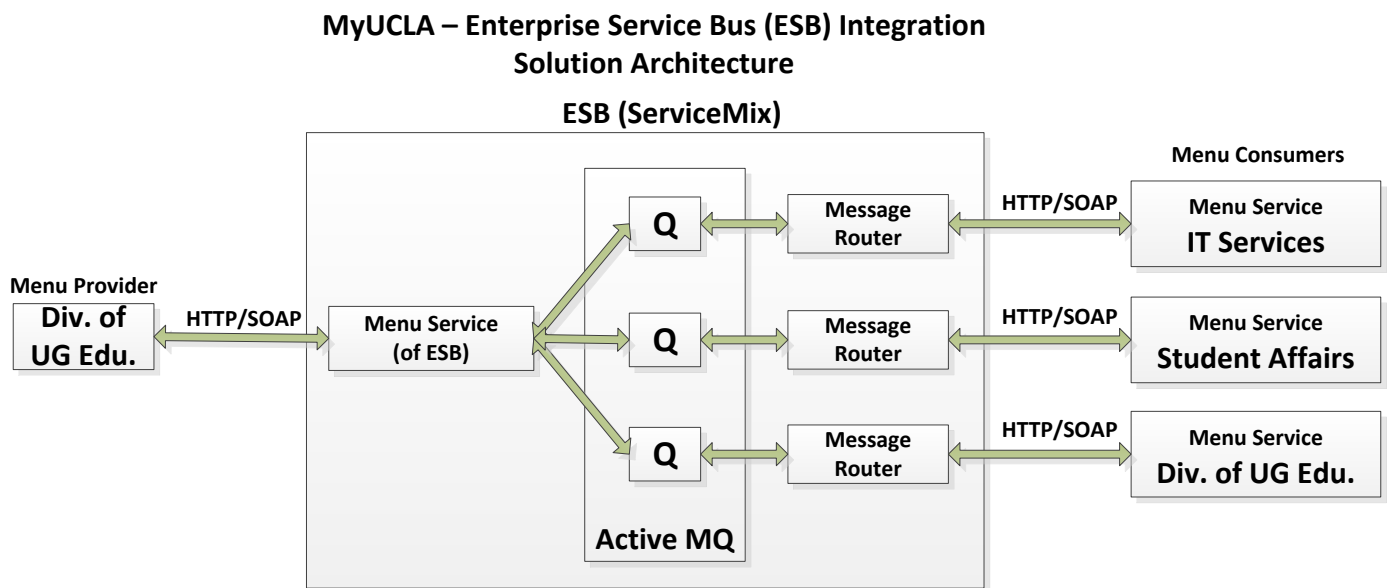 MyUCLA – Enterprise Service Bus (ESB) Integration
Solution Architecture
ESB (ServiceMix)
Menu Provider
Div. of
UG Edu.
HTTP/SOAP
Menu Service
(of ESB)
Q
Q
Q
Active MQ
Message
Router
Message
Router
Message
Router
HTTP/SOAP
HTTP/SOAP
HTTP/SOAP
Menu Consumers
Menu Service
IT Services
Menu Service
Student Affairs
Menu Service
Div. of UG Edu.